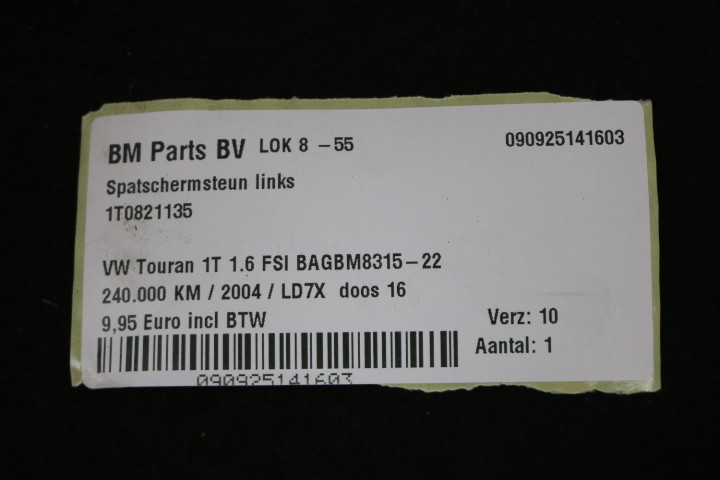 BM Parts BV LOK 8 - 55 090925141603
Spatschermsteun links
1T0821135
VW Touran 1T 1.6 FSI BAGBM8315-22
240.000 KM / 2004 / LD7X doos 16
9,95 Euro incl BTW Verz: 10
Aantal: 1
090925141603